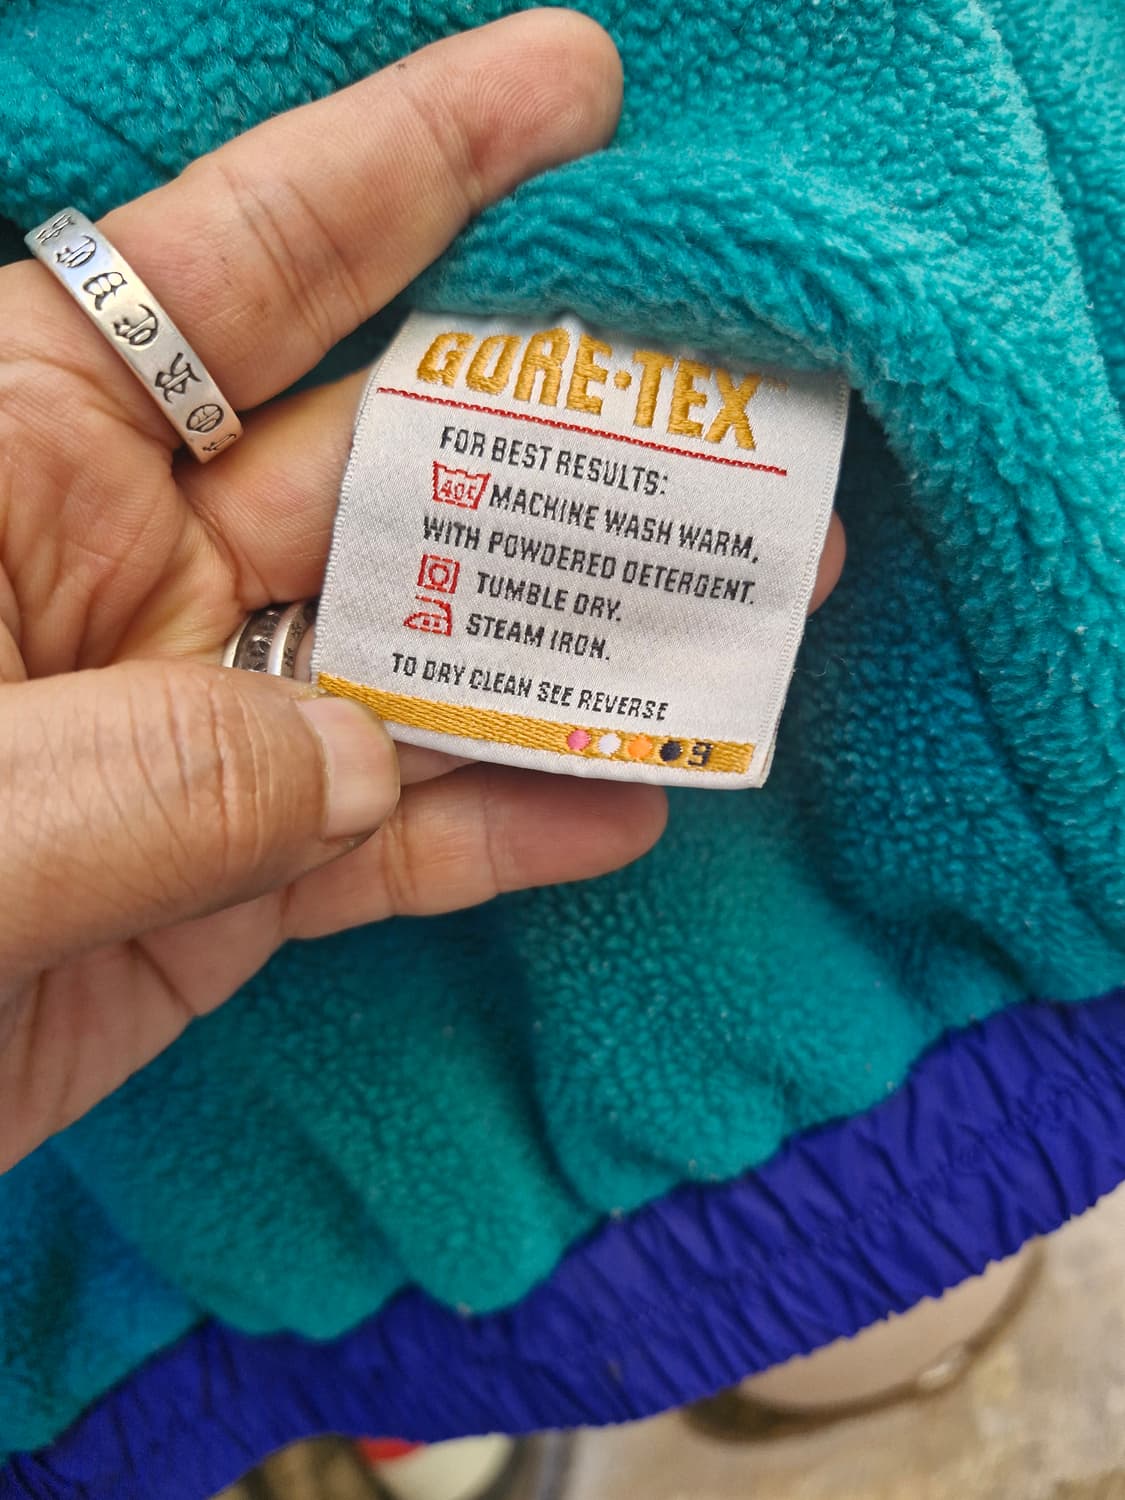 GORE-TEX
FOR BEST RESULTS:
40C MACHINE WASH WARM,
WITH POWDERED DETERGENT.
TUMBLE DRY.
STEAM IRON.
TO DRY CLEAN SEE REVERSE
9